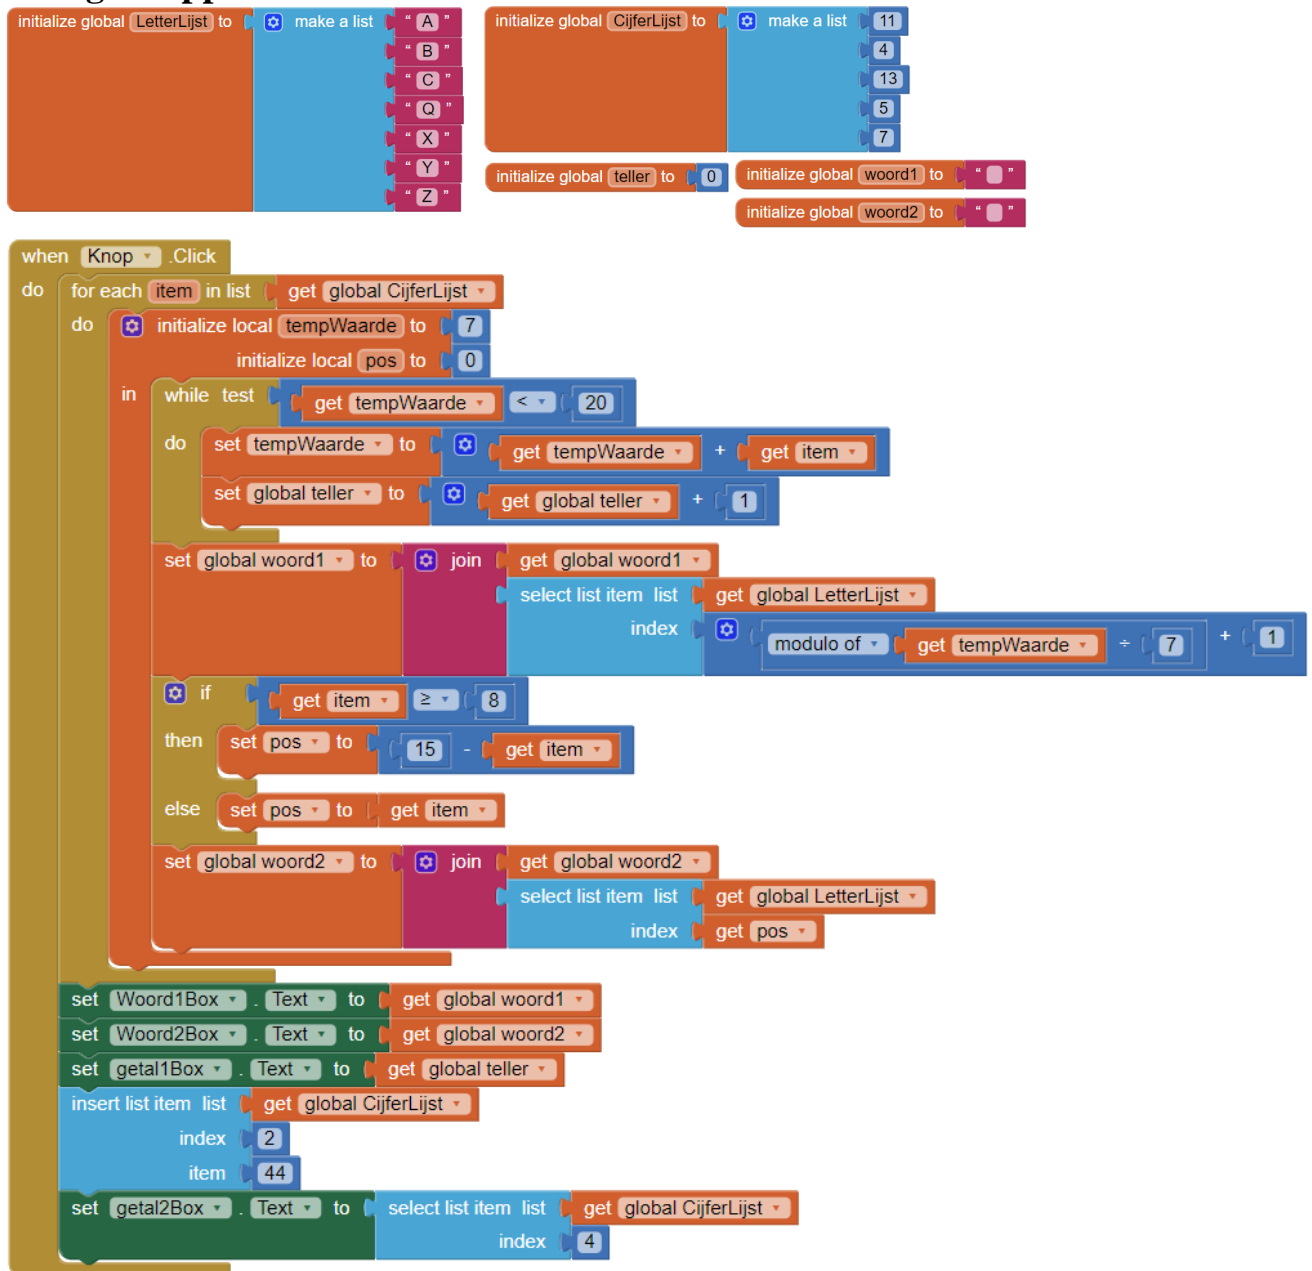 initialize global LetterLijst to make a list " A "
" B "
" C "
" Q "
" X "
" Y "
" Z "
initialize global CijferLijst to make a list 11
4
13
5
7
initialize global teller to 0
initialize global woord1 to " "
initialize global woord2 to " "
when Knop .Click
do for each item in list get global CijferLijst
do initialize local tempWaarde to 7
initialize local pos to 0
in while test get tempWaarde < 20
do set tempWaarde to get tempWaarde + get item
set global teller to get global teller + 1
set global woord1 to join get global woord1
select list item list get global LetterLijst
index modulo of get tempWaarde ÷ 7 + 1
if get item ≥ 8
then set pos to 15 - get item
else set pos to get item
set global woord2 to join get global woord2
select list item list get global LetterLijst
index get pos
set Woord1Box . Text to get global woord1
set Woord2Box . Text to get global woord2
set getal1Box . Text to get global teller
insert list item list get global CijferLijst
index 2
item 44
set getal2Box . Text to select list item list get global CijferLijst
index 4